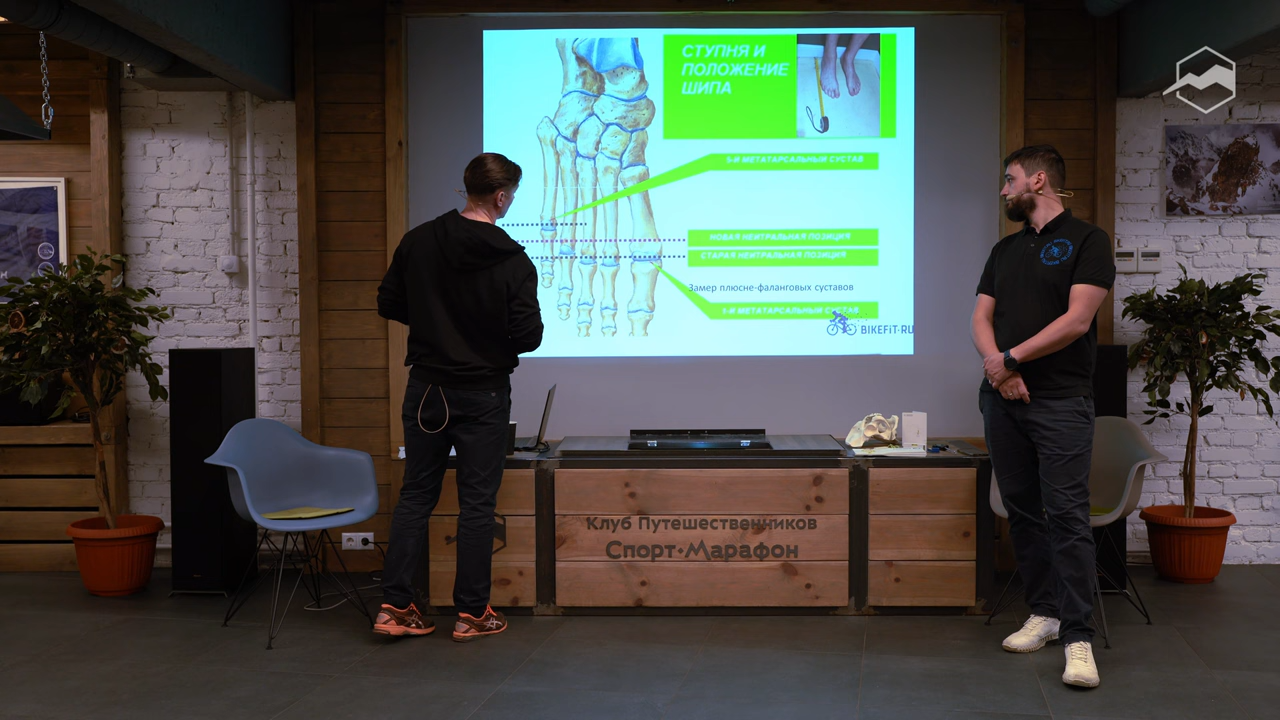 СТУПНЯ И
ПОЛОЖЕНИЕ
ШИПА
5-Й МЕТАТАРСАЛЬНЫЙ СУСТАВ
НОВАЯ НЕЙТРАЛЬНАЯ ПОЗИЦИЯ
СТАРАЯ НЕЙТРАЛЬНАЯ ПОЗИЦИЯ
Замер плюсне-фаланговых суставов
1-Й МЕТАТАРСАЛЬНЫЙ СУСТАВ
BIKEFIT-RU
Клуб Путешественников
Спорт-Марафон